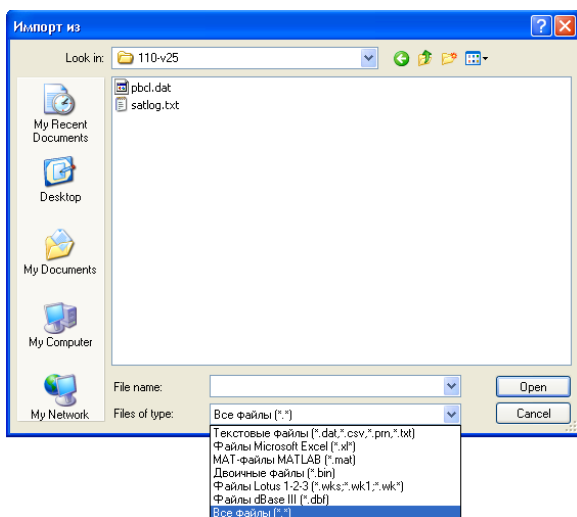 Импорт из
Look in:
110-v25
pbcl.dat
satlog.txt
My Recent
Documents
Desktop
My Documents
My Computer
My Network
File name:
Open
Files of type:
Все файлы (*.*)
Cancel
Текстовые файлы (*.dat,*.csv,*.prn,*.txt)
Файлы Microsoft Excel (*.xl*)
МАТ-файлы MATLAB (*.mat)
Двоичные файлы (*.bin)
Файлы Lotus 1-2-3 (*.wks;*.wk1;*.wk*)
Файлы dBase III (*.dbf)
Все файлы (*.*)